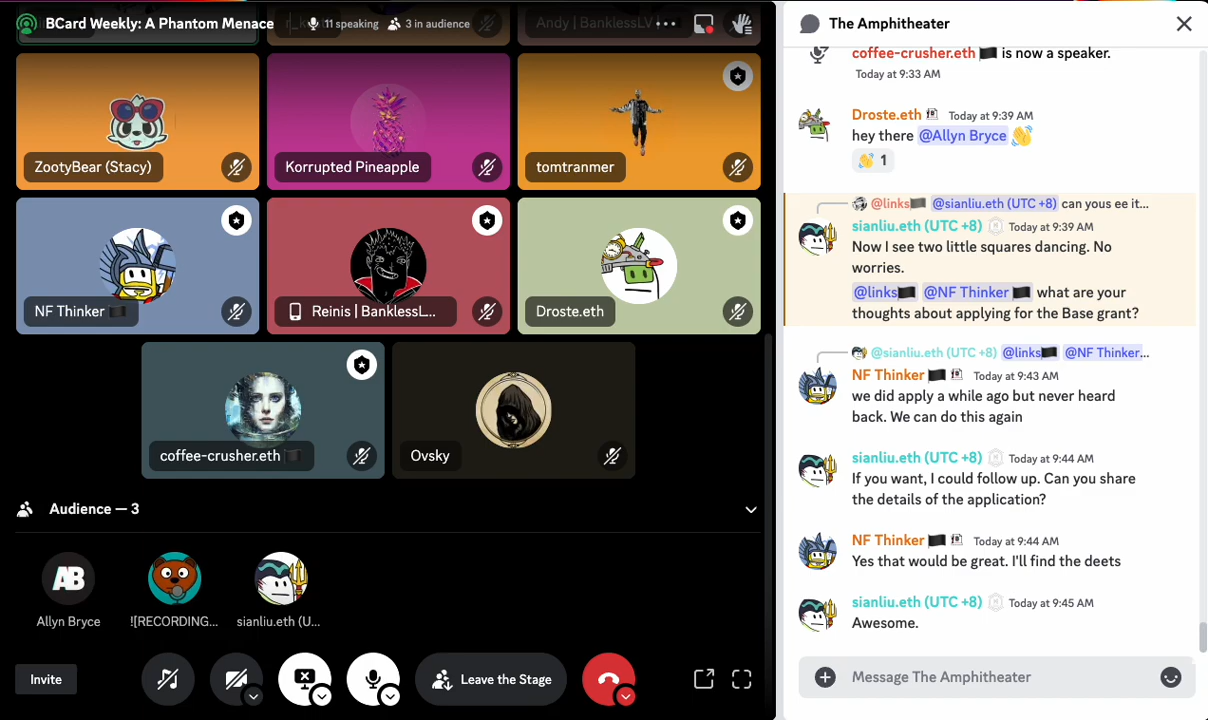 BCard Weekly: A Phantom Menace
11 speaking
3 in audience
Andy | BanklessLV
ZootyBear (Stacy)
Korrupted Pineapple
tomtranmer
NF Thinker
Reinis | BanklessL...
Droste.eth
coffee-crusher.eth
Ovsky
Audience — 3
AB
Allyn Bryce
![RECORDING...
sianliu.eth (U...
Invite
Leave the Stage
The Amphitheater
coffee-crusher.eth is now a speaker.
Today at 9:33 AM
Droste.eth Today at 9:39 AM
hey there @Allyn Bryce 👋
👋 1
@links🏴 @sianliu.eth (UTC +8) can yous ee it...
sianliu.eth (UTC +8) Today at 9:39 AM
Now I see two little squares dancing. No
worries.
@links🏴 @NF Thinker 🏴 what are your
thoughts about applying for the Base grant?
@sianliu.eth (UTC +8) @links🏴 @NF Thinker...
NF Thinker 🏴 Today at 9:43 AM
we did apply a while ago but never heard
back. We can do this again
sianliu.eth (UTC +8) Today at 9:44 AM
If you want, I could follow up. Can you share
the details of the application?
NF Thinker 🏴 Today at 9:44 AM
Yes that would be great. I'll find the deets
sianliu.eth (UTC +8) Today at 9:45 AM
Awesome.
Message The Amphitheater